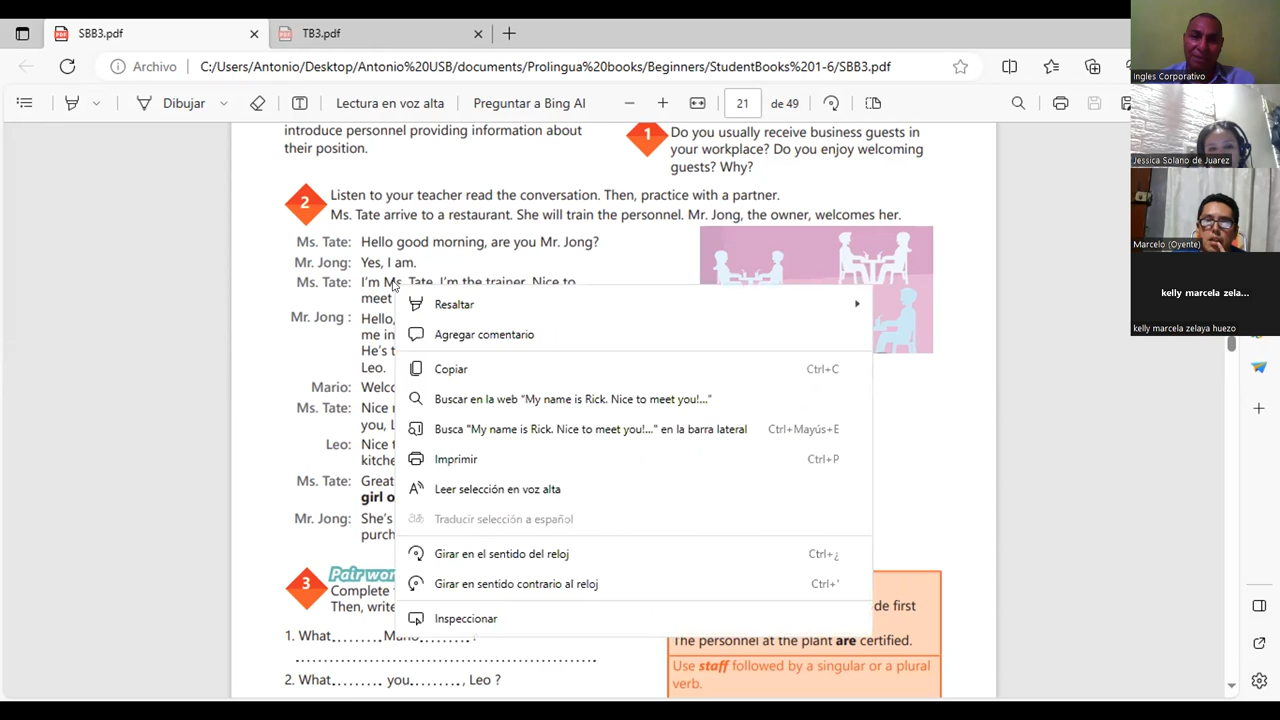 SBB3.pdf
TB3.pdf
Archivo
C:/Users/Antonio/Desktop/Antonio%20USB/documents/Prolingua%20books/Beginners/StudentBooks%201-6/SBB3.pdf
Dibujar
Lectura en voz alta
Preguntar a Bing AI
21
de 49
introduce personnel providing information about
their position.
1
Do you usually receive business guests in
your workplace? Do you enjoy welcoming
guests? Why?
2
Listen to your teacher read the conversation. Then, practice with a partner.
Ms. Tate arrive to a restaurant. She will train the personnel. Mr. Jong, the owner, welcomes her.
Ms. Tate: Hello good morning, are you Mr. Jong?
Mr. Jong: Yes, I am.
Ms. Tate: I'm Ms. Tate. I'm the trainer. Nice to
meet
Mr. Jong : Hello,
me in
He's t
Leo.
Mario: Welco
Ms. Tate: Nice
you, L
Leo: Nice t
kitche
Ms. Tate: Great
girl o
Mr. Jong: She's
purch
Resaltar
Agregar comentario
Copiar Ctrl+C
Buscar en la web “My name is Rick. Nice to meet you!...”
Busca "My name is Rick. Nice to meet you!..." en la barra lateral Ctrl+Mayús+E
Imprimir Ctrl+P
Leer selección en voz alta
Traducir selección a español
Girar en el sentido del reloj Ctrl+¿
Girar en sentido contrario al reloj Ctrl+'
Inspeccionar
3
Pair wor
Complete
Then, write
1. What........ Mario........ ?
2. What........ you........, Leo ?
de first
The personnel at the plant are certified.
Use staff followed by a singular or a plural
verb.
Ingles Corporativo
Jessica Solano de Juarez
Marcelo (Oyente)
kelly marcela zela...
kelly marcela zelaya huezo